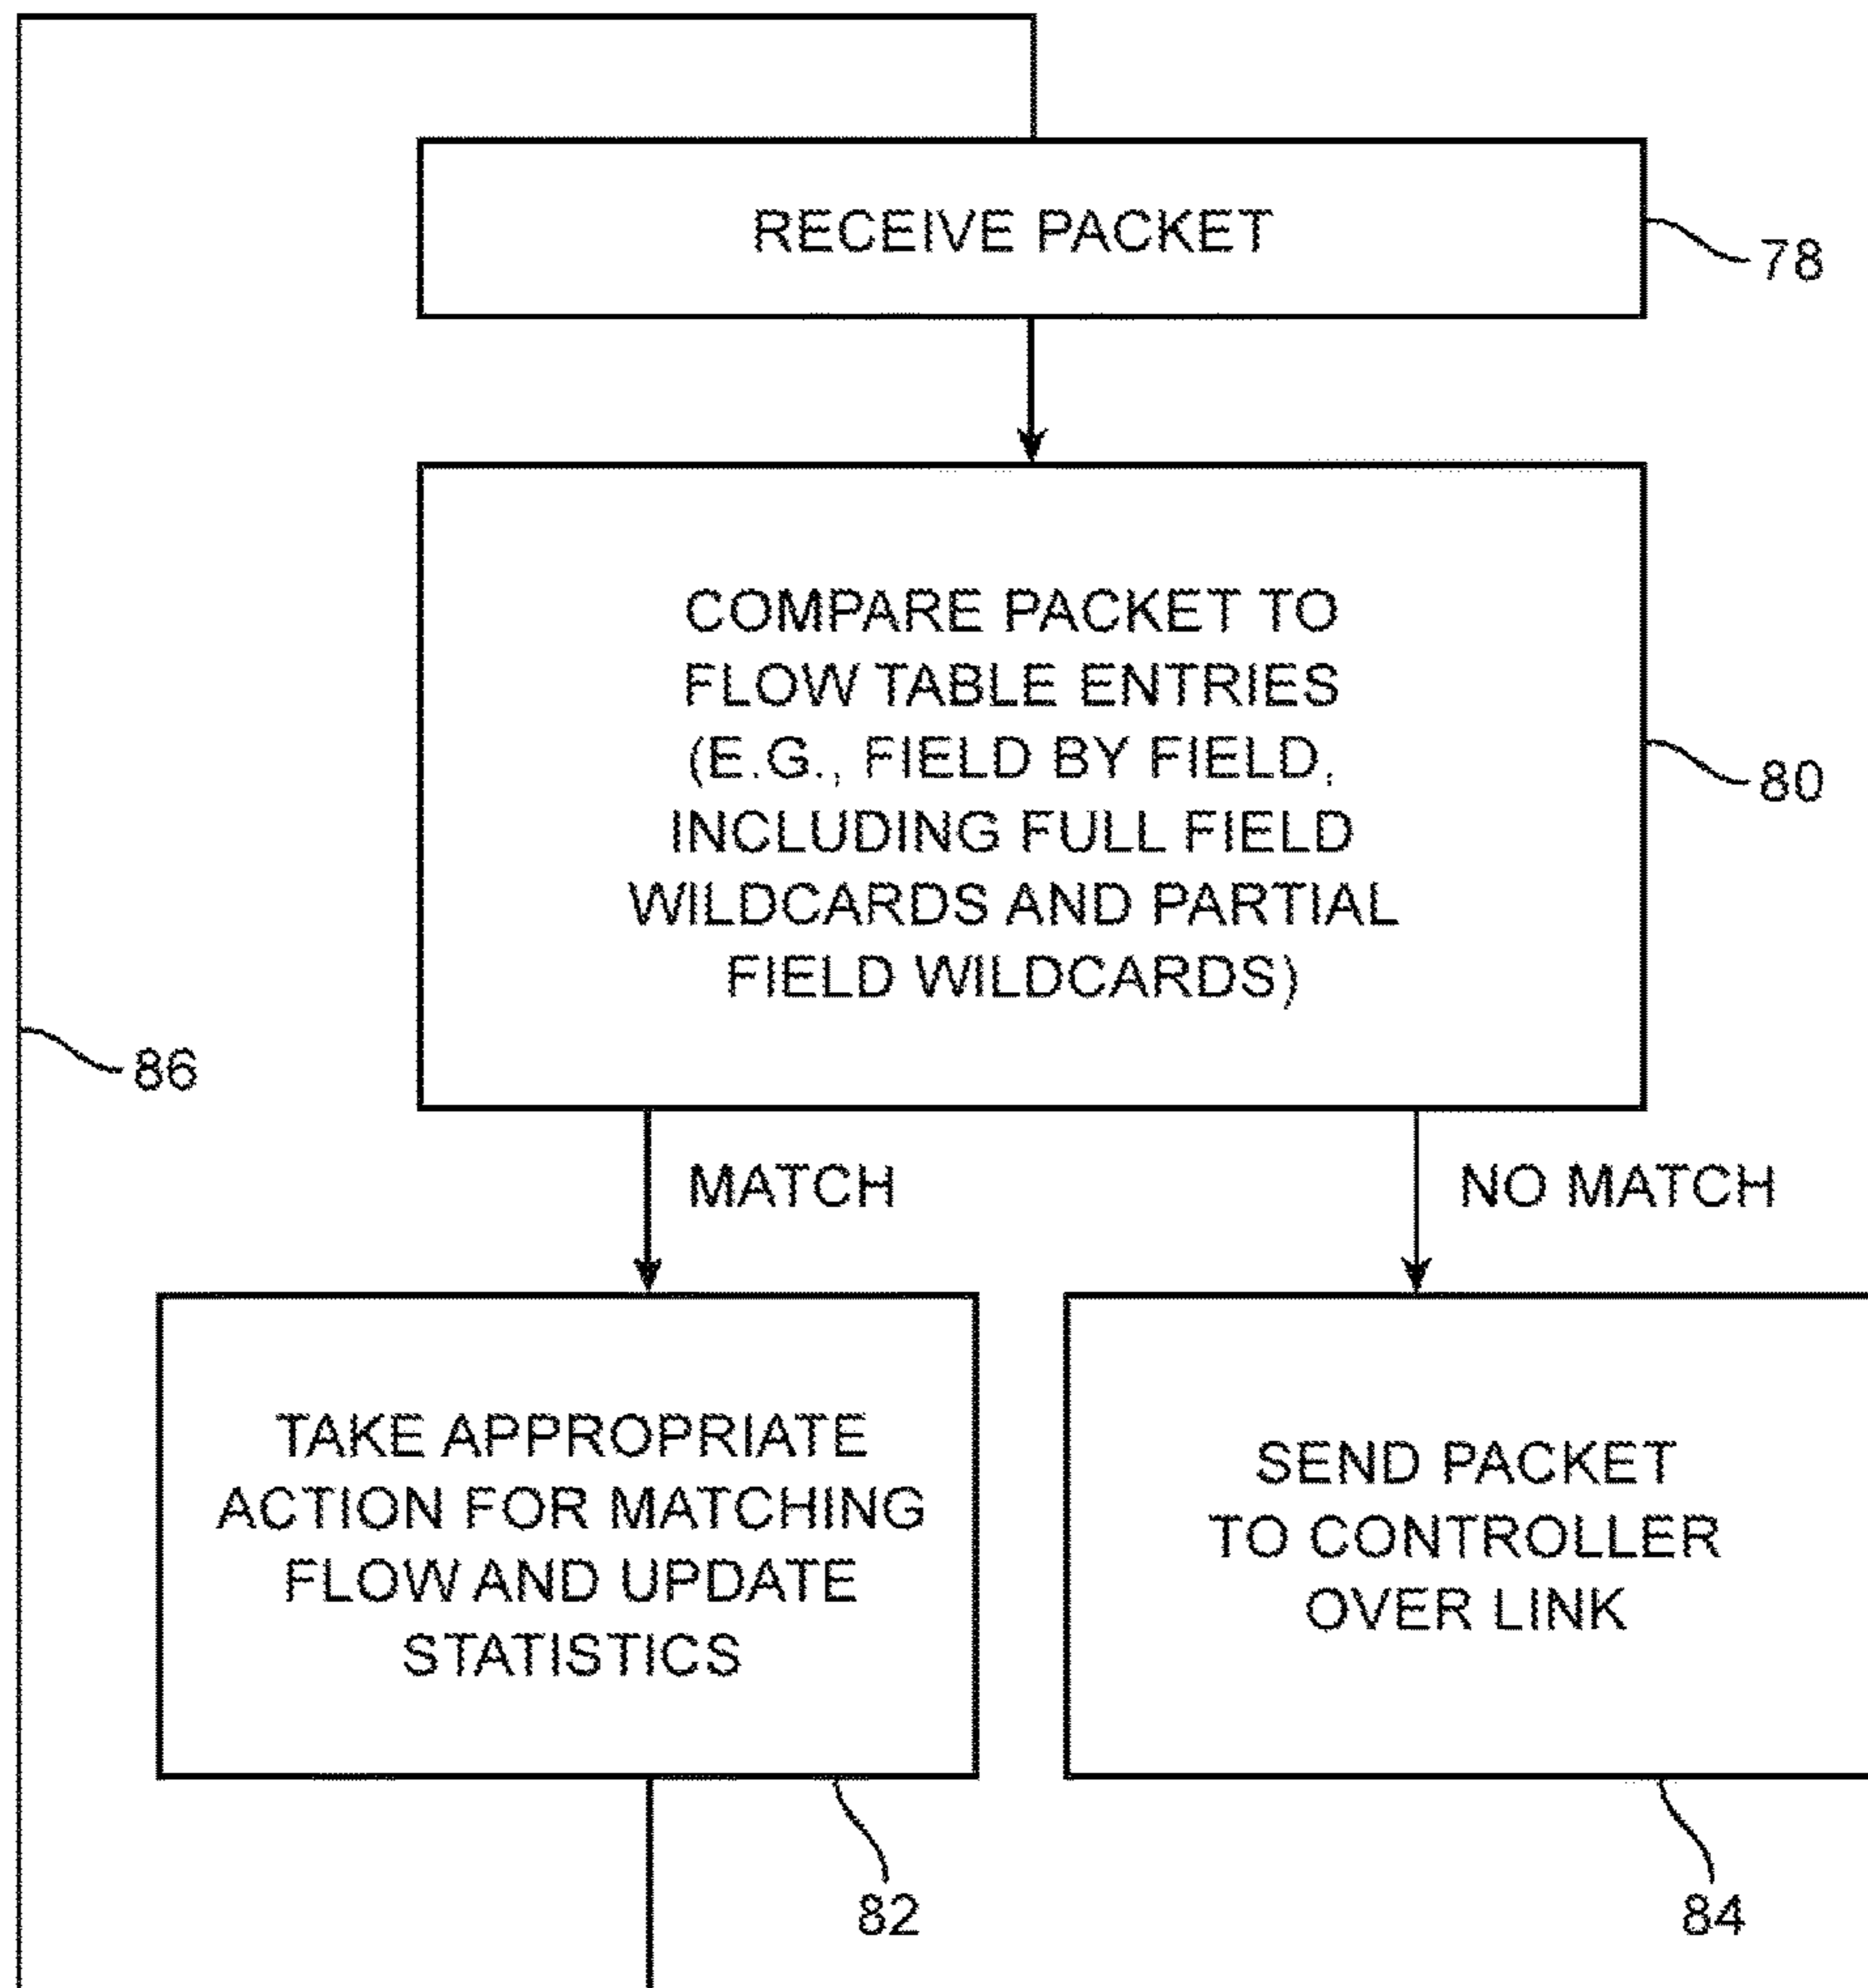 RECEIVE PACKET
78
COMPARE PACKET TO
FLOW TABLE ENTRIES
(E.G., FIELD BY FIELD,
INCLUDING FULL FIELD
WILDCARDS AND PARTIAL
FIELD WILDCARDS)
80
86
MATCH
NO MATCH
TAKE APPROPRIATE
ACTION FOR MATCHING
FLOW AND UPDATE
STATISTICS
SEND PACKET
TO CONTROLLER
OVER LINK
82
84